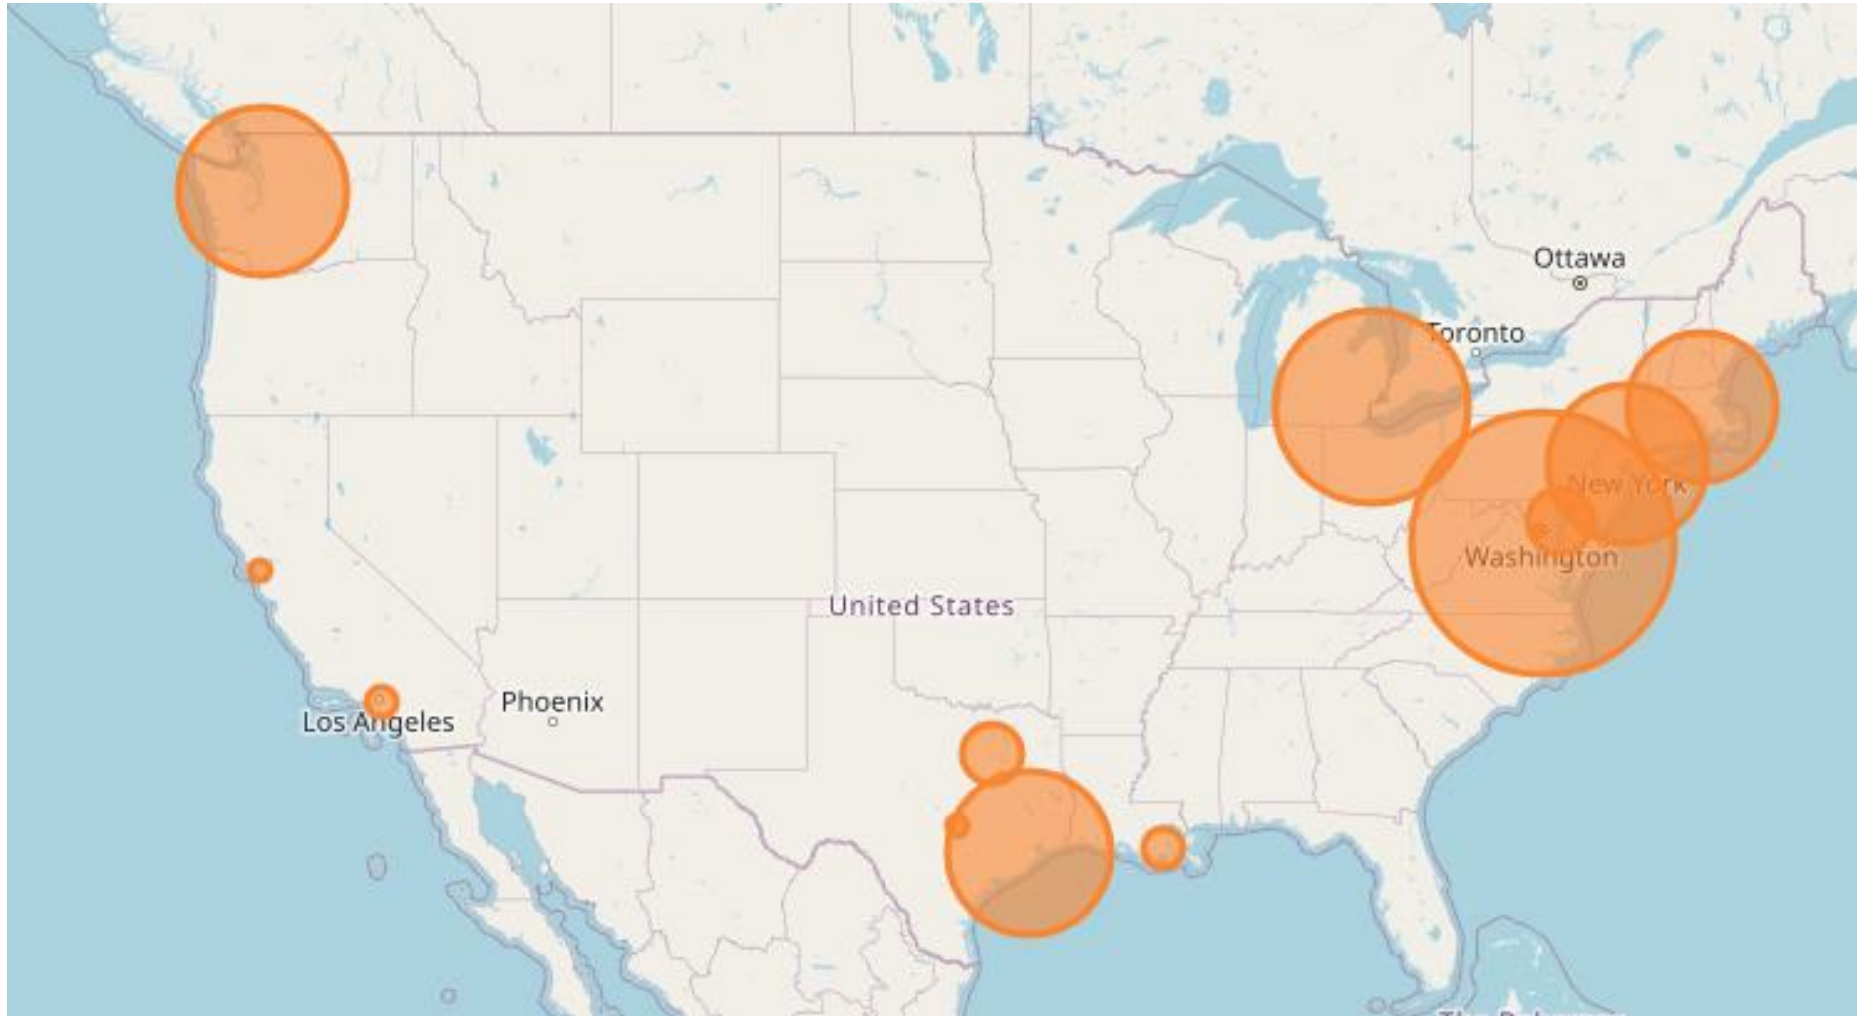 Ottawa
Toronto
New York
Washington
United States
Phoenix
Los Angeles